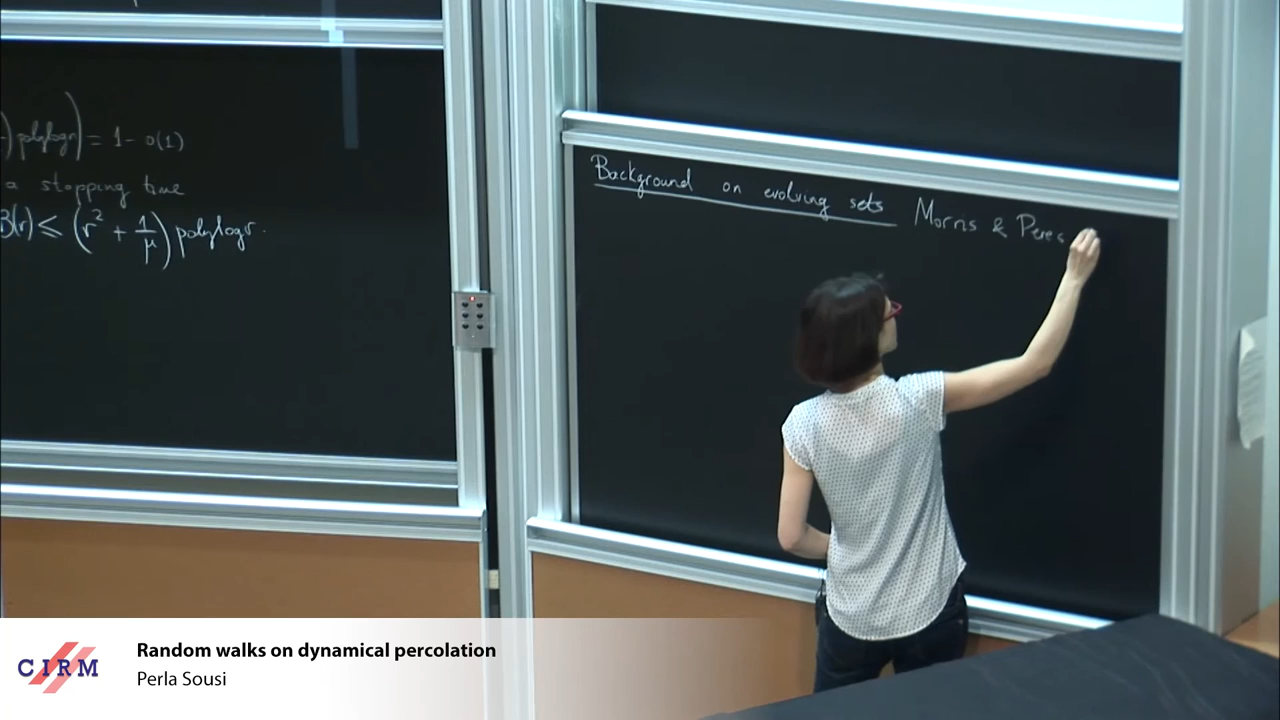 ) polylogn) = 1 - o(1)
a stopping time
B(r) ≤ (r² + 1/μ) polylogr.
Background on evolving sets Morris & Peres
CIRM
Random walks on dynamical percolation
Perla Sousi